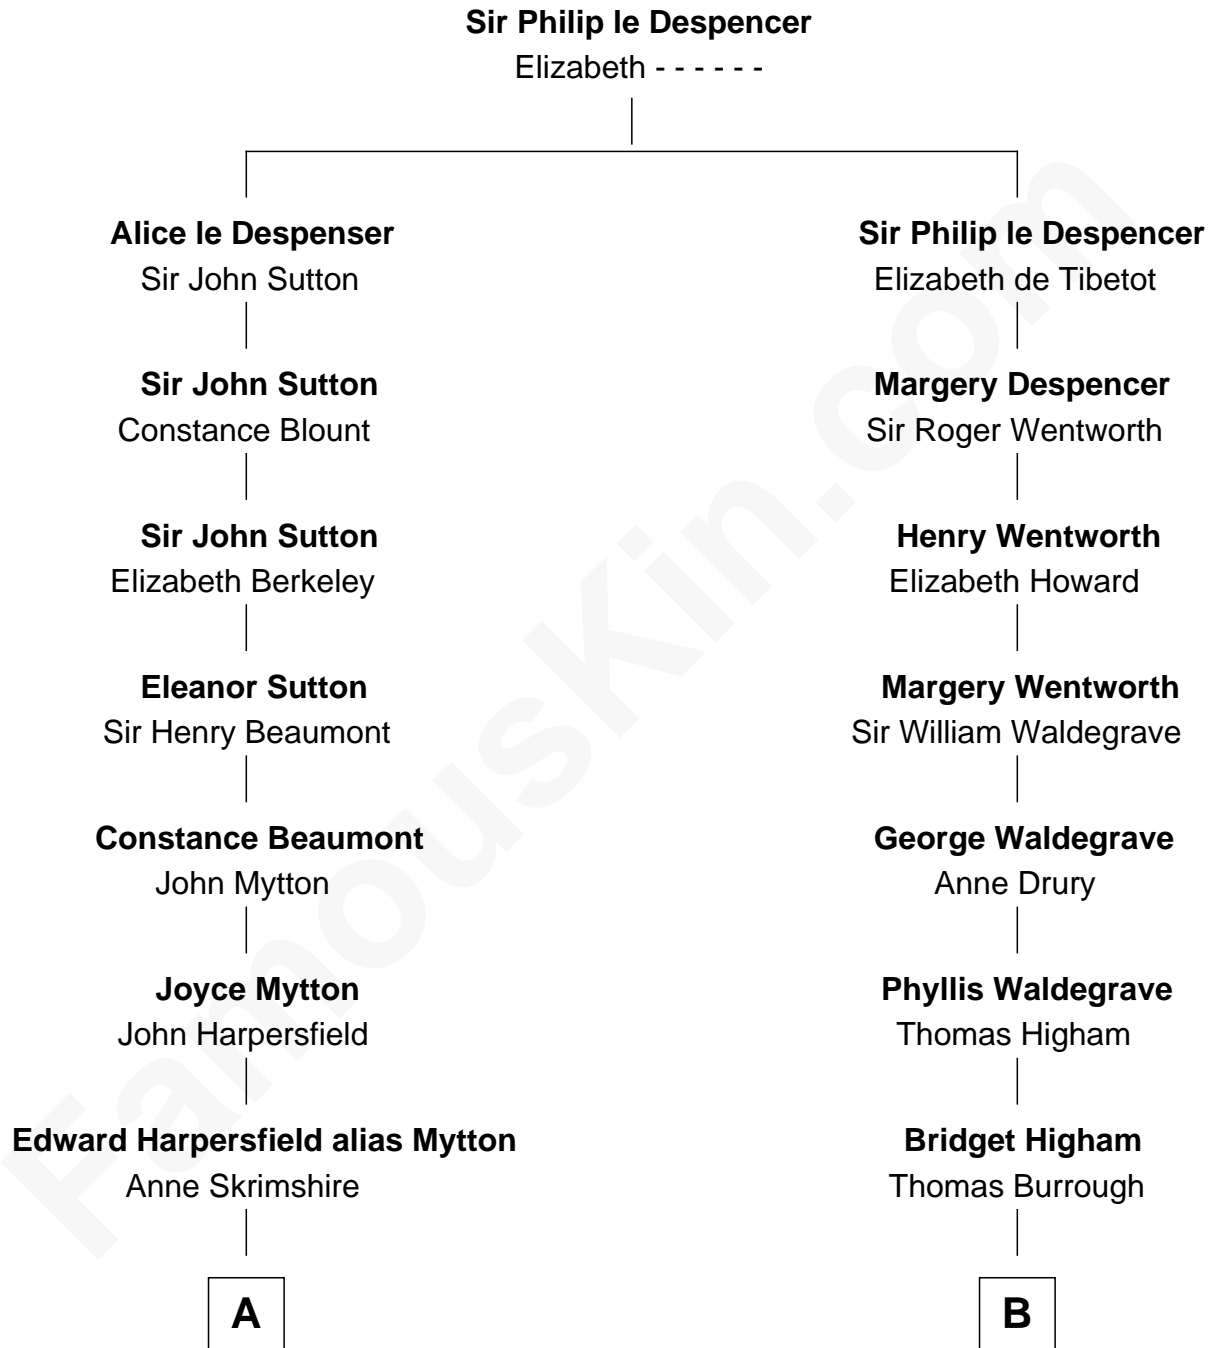 Sir Philip le Despencer
Elizabeth - - - - - -
Alice le Despenser
Sir John Sutton
Sir Philip le Despencer
Elizabeth de Tibetot
Sir John Sutton
Constance Blount
Margery Despencer
Sir Roger Wentworth
Sir John Sutton
Elizabeth Berkeley
Henry Wentworth
Elizabeth Howard
Eleanor Sutton
Sir Henry Beaumont
Margery Wentworth
Sir William Waldegrave
Constance Beaumont
John Mytton
George Waldegrave
Anne Drury
Joyce Mytton
John Harpersfield
Phyllis Waldegrave
Thomas Higham
Edward Harpersfield alias Mytton
Anne Skrimshire
Bridget Higham
Thomas Burrough
A
B
FamousKin.com